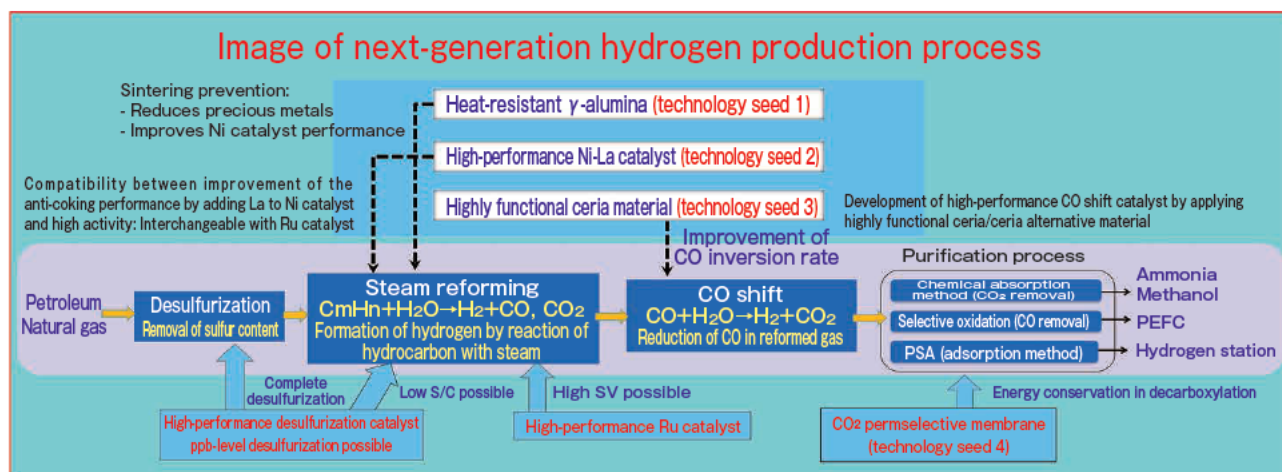 Image of next-generation hydrogen production process
Sintering prevention:
- Reduces precious metals
- Improves Ni catalyst performance
Heat-resistant γ-alumina (technology seed 1)
High-performance Ni-La catalyst (technology seed 2)
Highly functional ceria material (technology seed 3)
Compatibility between improvement of the
anti-coking performance by adding La to Ni catalyst
and high activity: Interchangeable with Ru catalyst
Development of high-performance CO shift catalyst by applying
highly functional ceria/ceria alternative material
Improvement of
CO inversion rate
Purification process
Petroleum
Natural gas
Desulfurization
Removal of sulfur content
Steam reforming
CmHn+H₂O→H₂+CO, CO₂
Formation of hydrogen by reaction of
hydrocarbon with steam
CO shift
CO+H₂O→H₂+CO₂
Reduction of CO in reformed gas
Chemical absorption
method (CO₂ removal)
Selective oxidation (CO removal)
PSA (adsorption method)
Ammonia
Methanol
PEFC
Hydrogen station
Complete
desulfurization
Low S/C possible
High SV possible
Energy conservation in decarboxylation
High-performance desulfurization catalyst
ppb-level desulfurization possible
High-performance Ru catalyst
CO₂ permselective membrane
(technology seed 4)